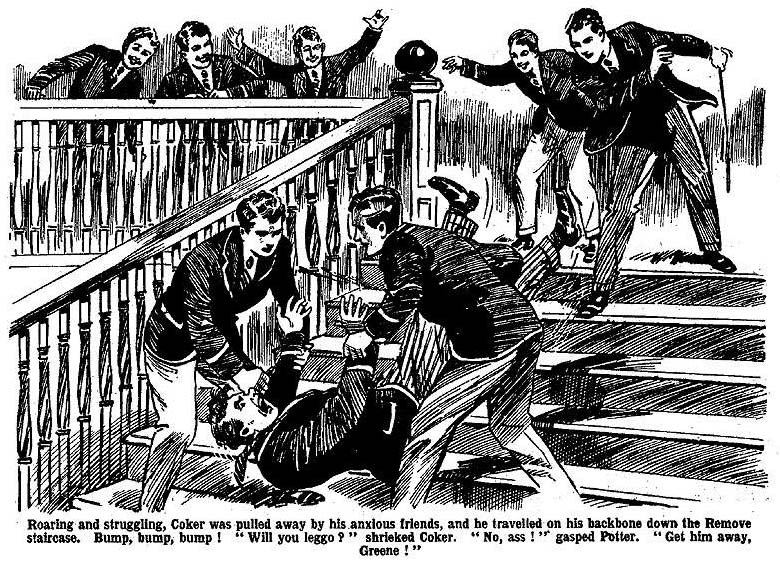 Roaring and struggling, Coker was pulled away by his anxious friends, and he travelled on his backbone down the Remove
staircase. Bump, bump, bump ! " Will you leggo ? " shrieked Coker. " No, ass ! " gasped Potter. " Get him away,
Greene ! "